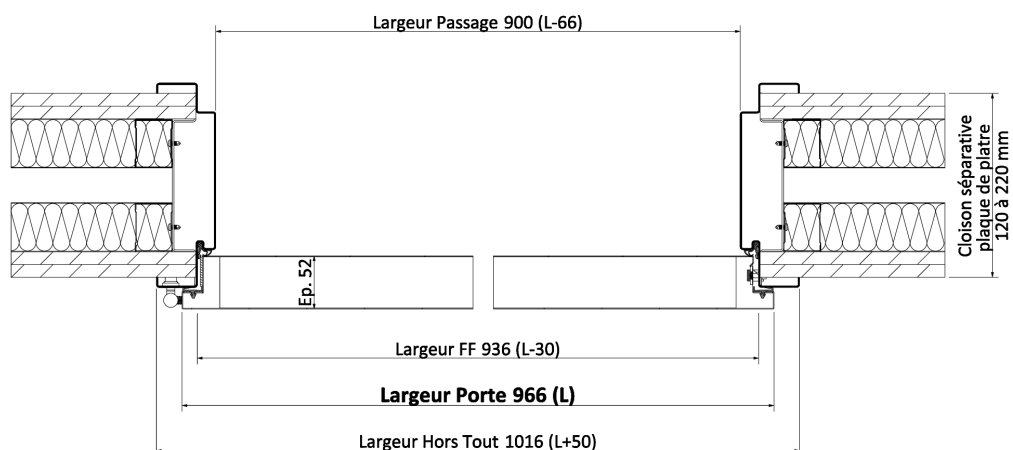 Largeur Passage 900 (L-66)
Cloison séparative
plaque de platre
120 à 220 mm
Ep. 52
Largeur FF 936 (L-30)
Largeur Porte 966 (L)
Largeur Hors Tout 1016 (L+50)